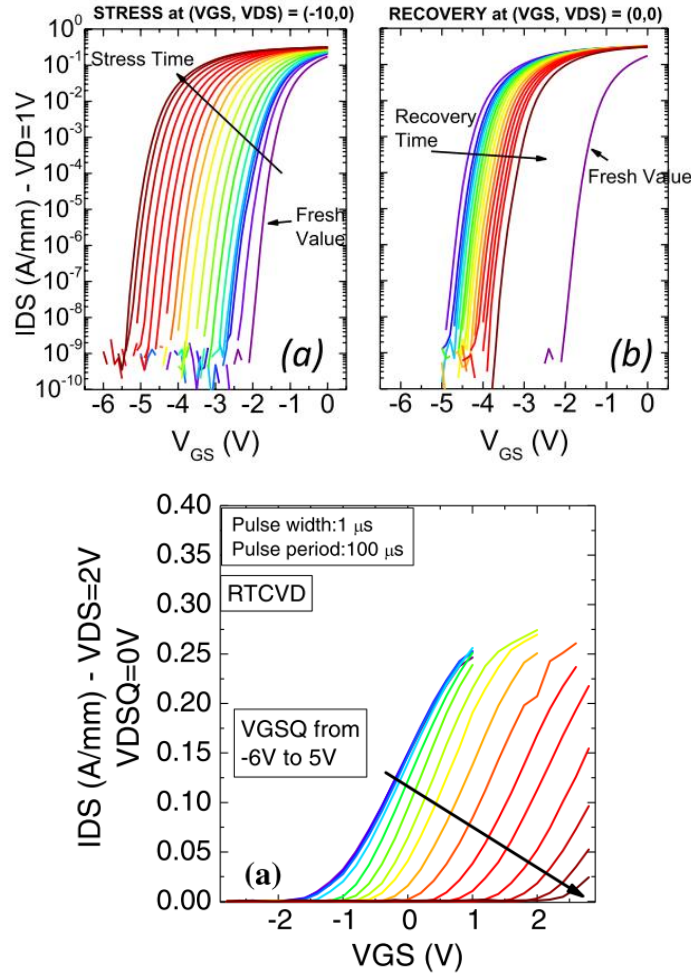 STRESS at (VGS, VDS) = (-10,0)
IDS (A/mm) - VD=1V
10⁰
10⁻¹
10⁻²
10⁻³
10⁻⁴
10⁻⁵
10⁻⁶
10⁻⁷
10⁻⁸
10⁻⁹
10⁻¹⁰
Stress Time
Fresh
Value
(a)
-6 -5 -4 -3 -2 -1 0
V_GS (V)
RECOVERY at (VGS, VDS) = (0,0)
Recovery
Time
Fresh Value
(b)
-6 -5 -4 -3 -2 -1 0
V_GS (V)
IDS (A/mm) - VDS=2V
VDSQ=0V
0.40
0.35
0.30
0.25
0.20
0.15
0.10
0.05
0.00
Pulse width:1 μs
Pulse period:100 μs
RTCVD
VGSQ from
-6V to 5V
(a)
-2 -1 0 1 2
VGS (V)